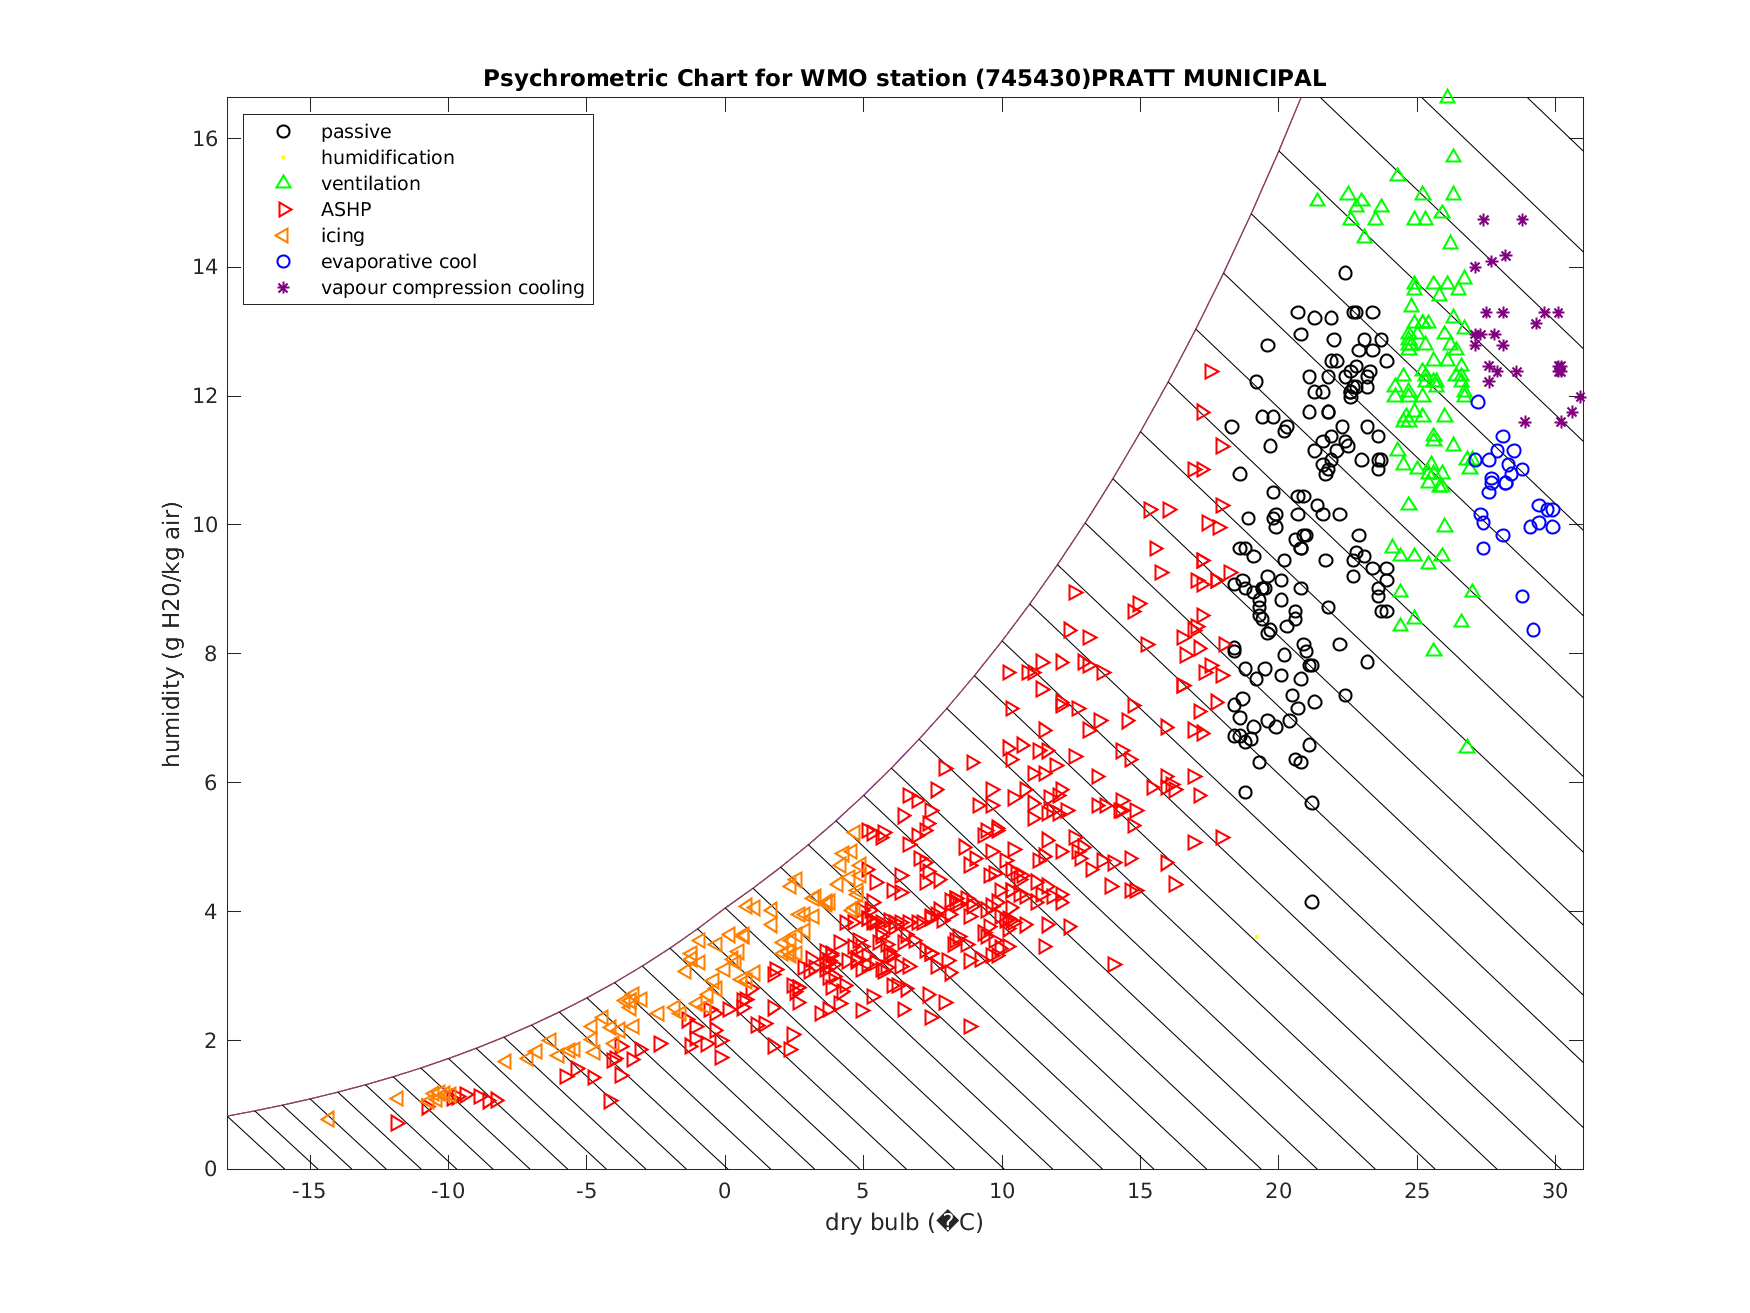 Psychrometric Chart for WMO station (745430)PRATT MUNICIPAL
passive
humidification
ventilation
ASHP
icing
evaporative cool
vapour compression cooling
humidity (g H20/kg air)
16
14
12
10
8
6
4
2
0
-15 -10 -5 0 5 10 15 20 25 30
dry bulb (�C)